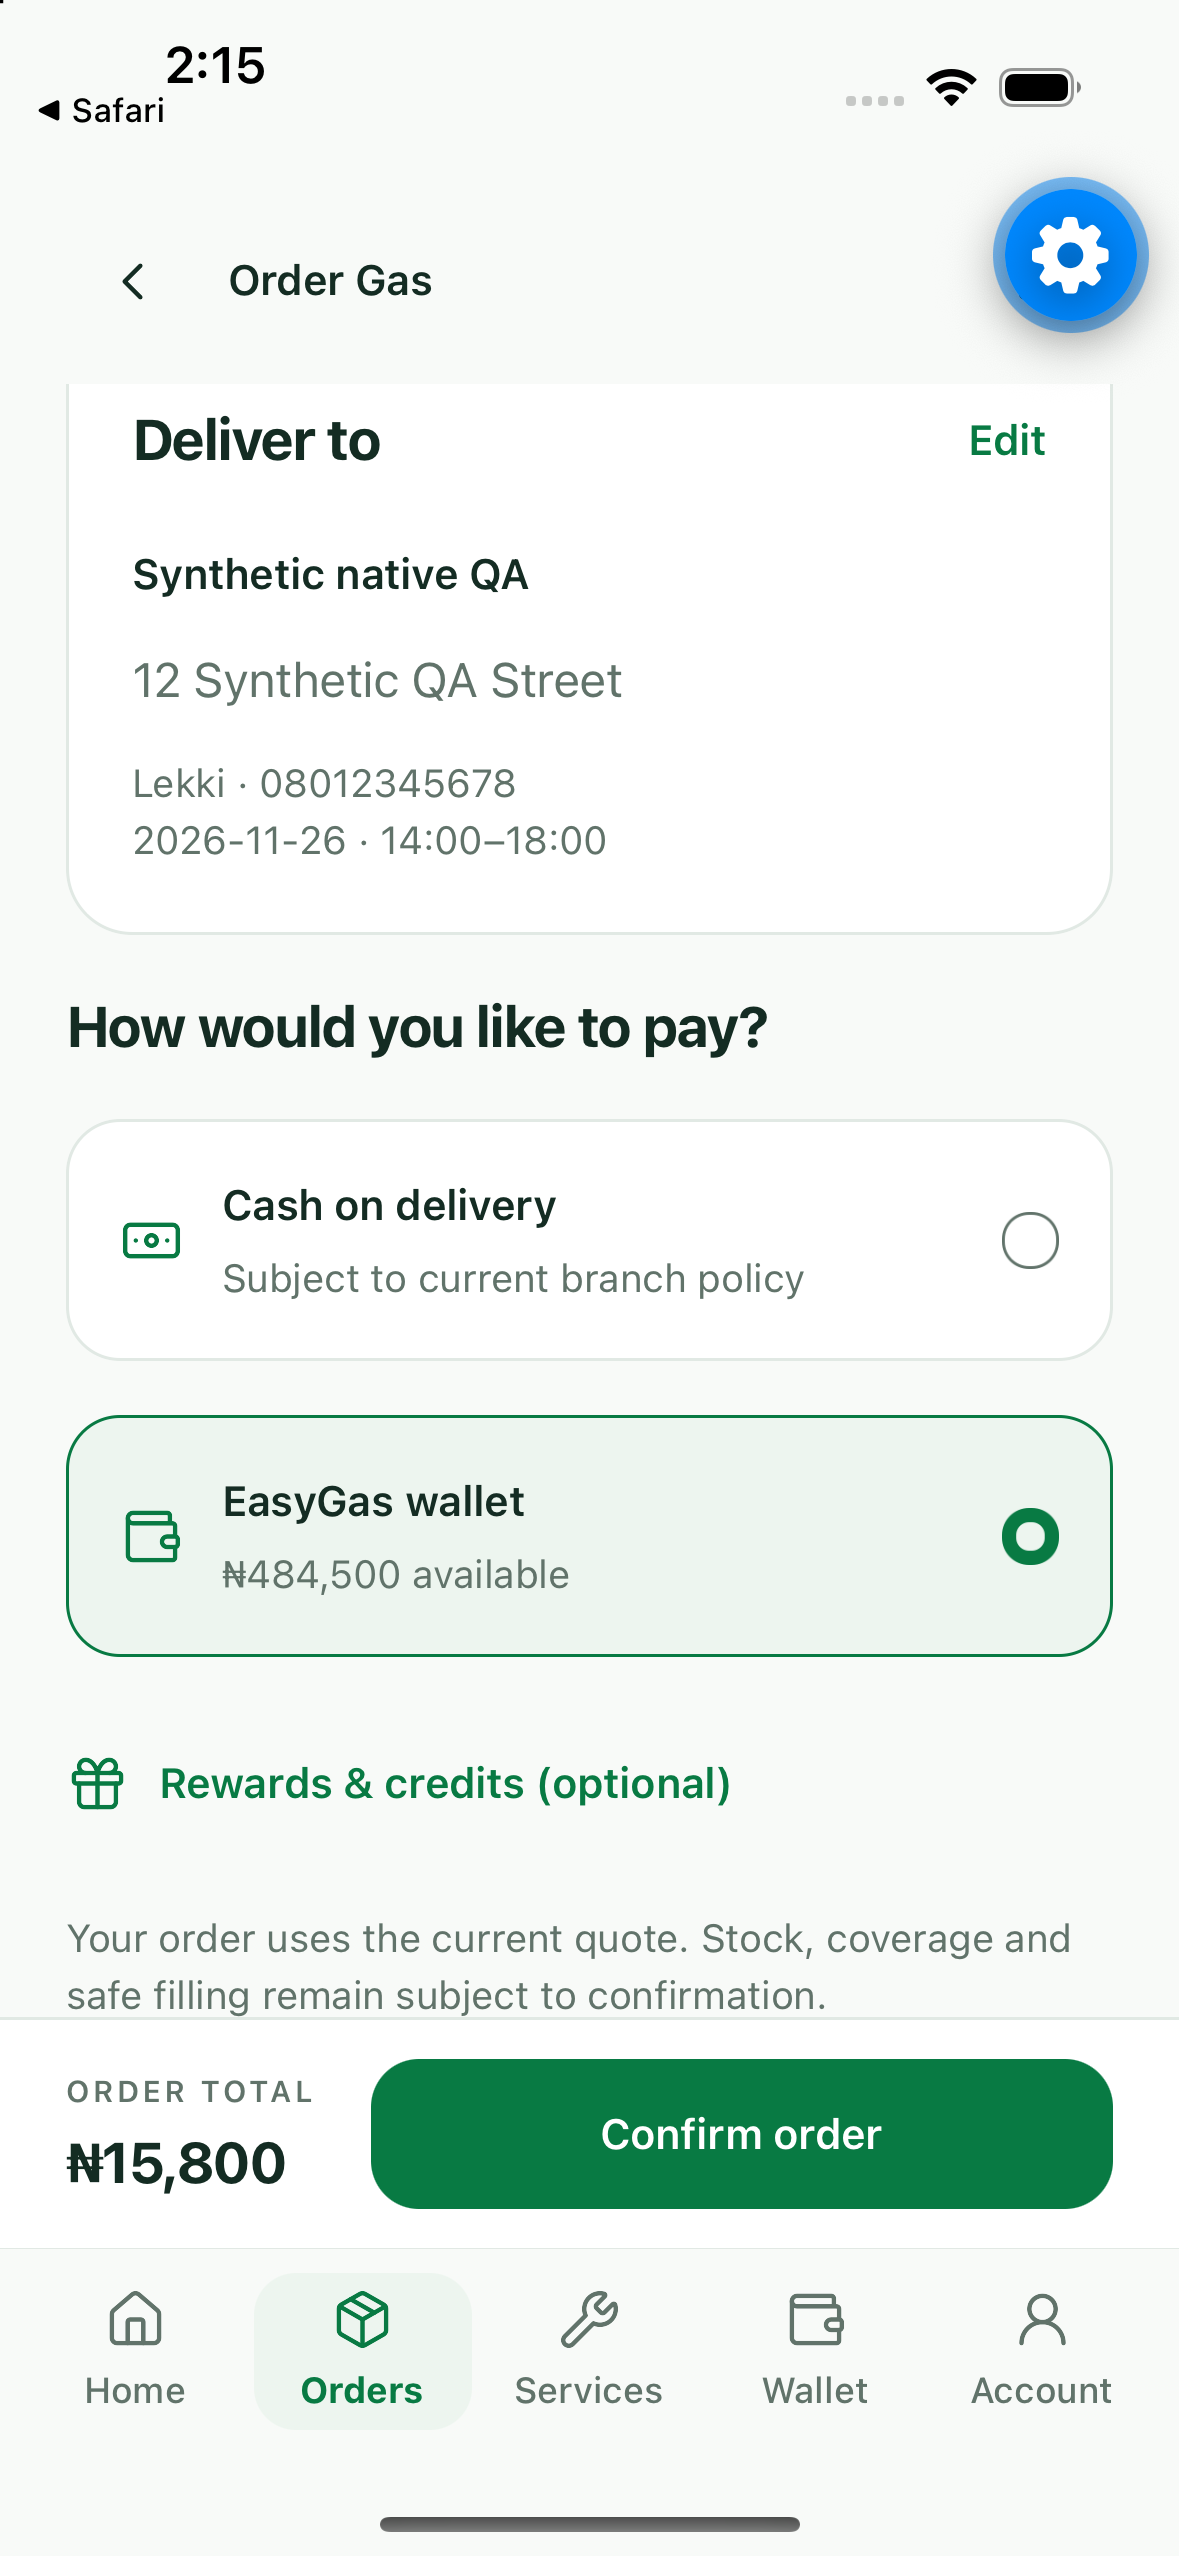 2:15
Safari
Order Gas
Deliver to
Edit
Synthetic native QA
12 Synthetic QA Street
Lekki · 08012345678
2026-11-26 · 14:00–18:00
How would you like to pay?
Cash on delivery
Subject to current branch policy
EasyGas wallet
₦484,500 available
Rewards & credits (optional)
Your order uses the current quote. Stock, coverage and
safe filling remain subject to confirmation.
ORDER TOTAL
₦15,800
Confirm order
Home
Orders
Services
Wallet
Account